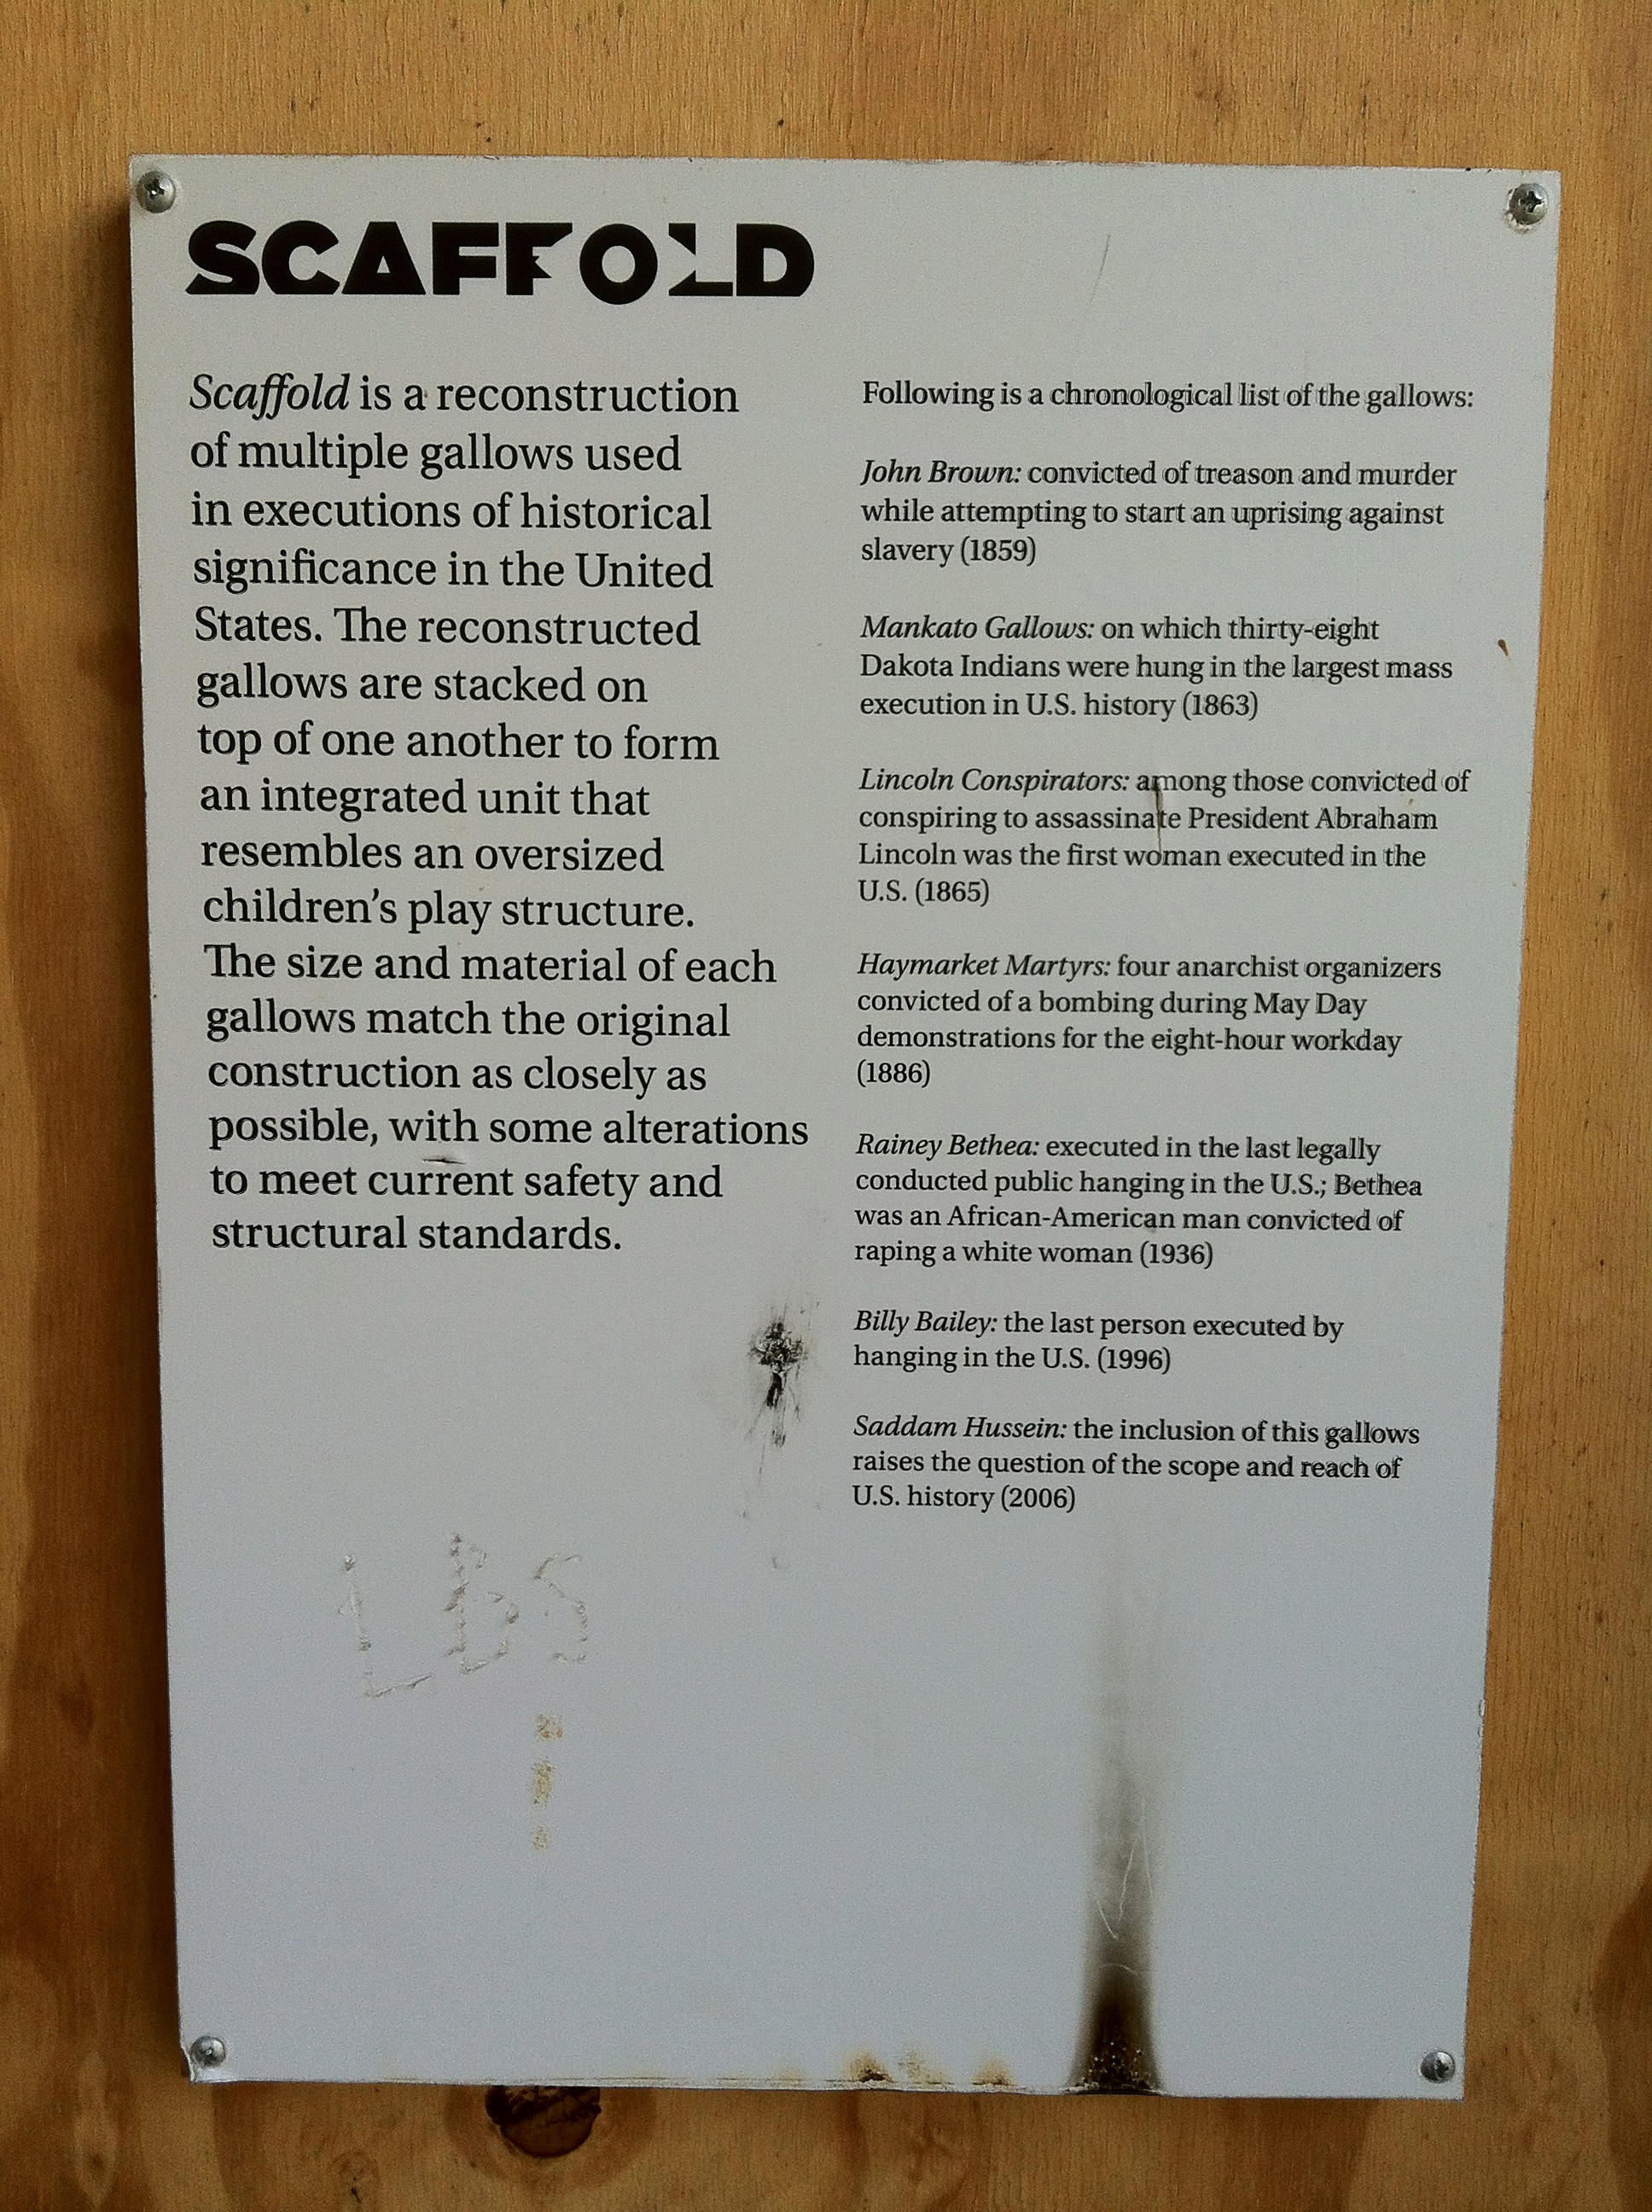 SCAFFOLD
Scaffold is a reconstruction
of multiple gallows used
in executions of historical
significance in the United
States. The reconstructed
gallows are stacked on
top of one another to form
an integrated unit that
resembles an oversized
children's play structure.
The size and material of each
gallows match the original
construction as closely as
possible, with some alterations
to meet current safety and
structural standards.
Following is a chronological list of the gallows:
John Brown: convicted of treason and murder
while attempting to start an uprising against
slavery (1859)
Mankato Gallows: on which thirty-eight
Dakota Indians were hung in the largest mass
execution in U.S. history (1863)
Lincoln Conspirators: among those convicted of
conspiring to assassinate President Abraham
Lincoln was the first woman executed in the
U.S. (1865)
Haymarket Martyrs: four anarchist organizers
convicted of a bombing during May Day
demonstrations for the eight-hour workday
(1886)
Rainey Bethea: executed in the last legally
conducted public hanging in the U.S.; Bethea
was an African-American man convicted of
raping a white woman (1936)
Billy Bailey: the last person executed by
hanging in the U.S. (1996)
Saddam Hussein: the inclusion of this gallows
raises the question of the scope and reach of
U.S. history (2006)
LBS